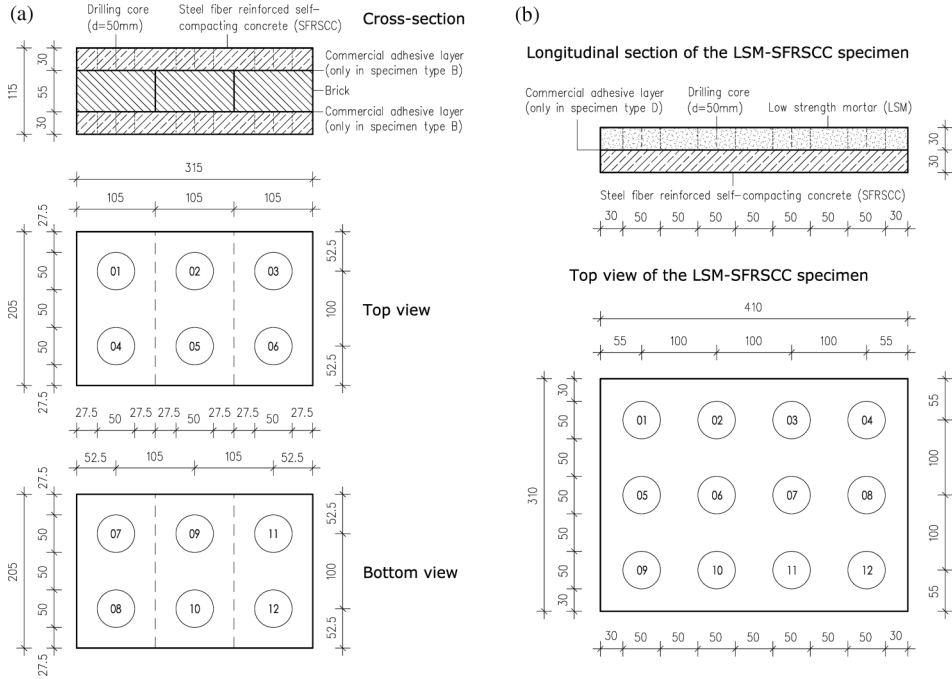 (a)
Drilling core
(d=50mm)
Steel fiber reinforced self-
compacting concrete (SFRSCC)
Cross-section
Commercial adhesive layer
(only in specimen type B)
Brick
Commercial adhesive layer
(only in specimen type B)
115
30
55
30
315
105 105 105
205
27.5
50
50
50
27.5
01 02 03
04 05 06
52.5
100
52.5
Top view
27.5 27.5 27.5 27.5 27.5 27.5
50 50 50
52.5 105 105 52.5
205
27.5
50
50
50
27.5
07 09 11
08 10 12
52.5
100
52.5
Bottom view
(b)
Longitudinal section of the LSM-SFRSCC specimen
Commercial adhesive layer
(only in specimen type D)
Drilling core
(d=50mm)
Low strength mortar (LSM)
30
30
Steel fiber reinforced self-compacting concrete (SFRSCC)
30 50 50 50 50 50 50 50 30
Top view of the LSM-SFRSCC specimen
410
55 100 100 100 55
310
30
50
50
50
50
50
30
01 02 03 04
05 06 07 08
09 10 11 12
55
100
100
55
30 50 50 50 50 50 50 50 30